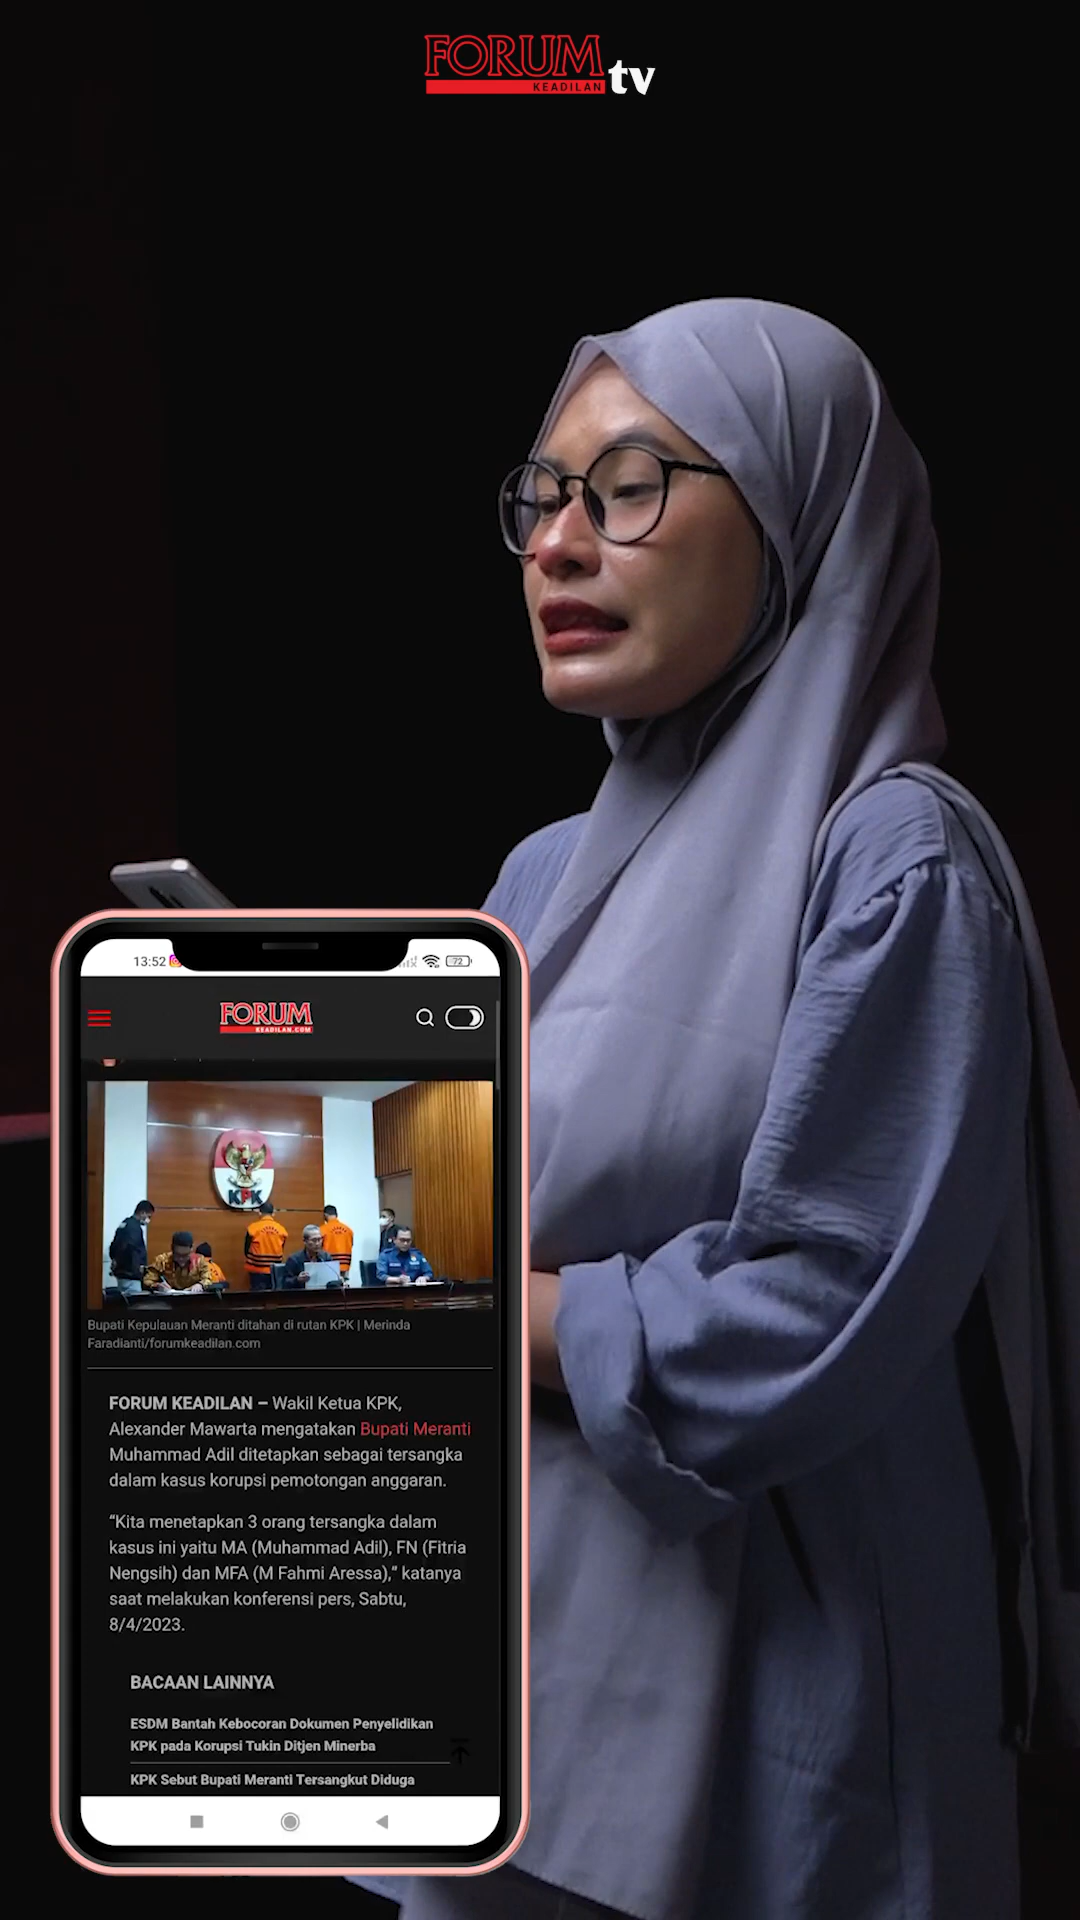 FORUM
KEADILAN tv
13:52
72
FORUM
KEADILAN.COM
KPK
Bupati Kepulauan Meranti ditahan di rutan KPK | Merinda
Faradianti/forumkeadilan.com
FORUM KEADILAN – Wakil Ketua KPK,
Alexander Mawarta mengatakan Bupati Meranti
Muhammad Adil ditetapkan sebagai tersangka
dalam kasus korupsi pemotongan anggaran.
“Kita menetapkan 3 orang tersangka dalam
kasus ini yaitu MA (Muhammad Adil), FN (Fitria
Nengsih) dan MFA (M Fahmi Aressa),” katanya
saat melakukan konferensi pers, Sabtu,
8/4/2023.
BACAAN LAINNYA
ESDM Bantah Kebocoran Dokumen Penyelidikan
KPK pada Korupsi Tukin Ditjen Minerba
KPK Sebut Bupati Meranti Tersangkut Diduga